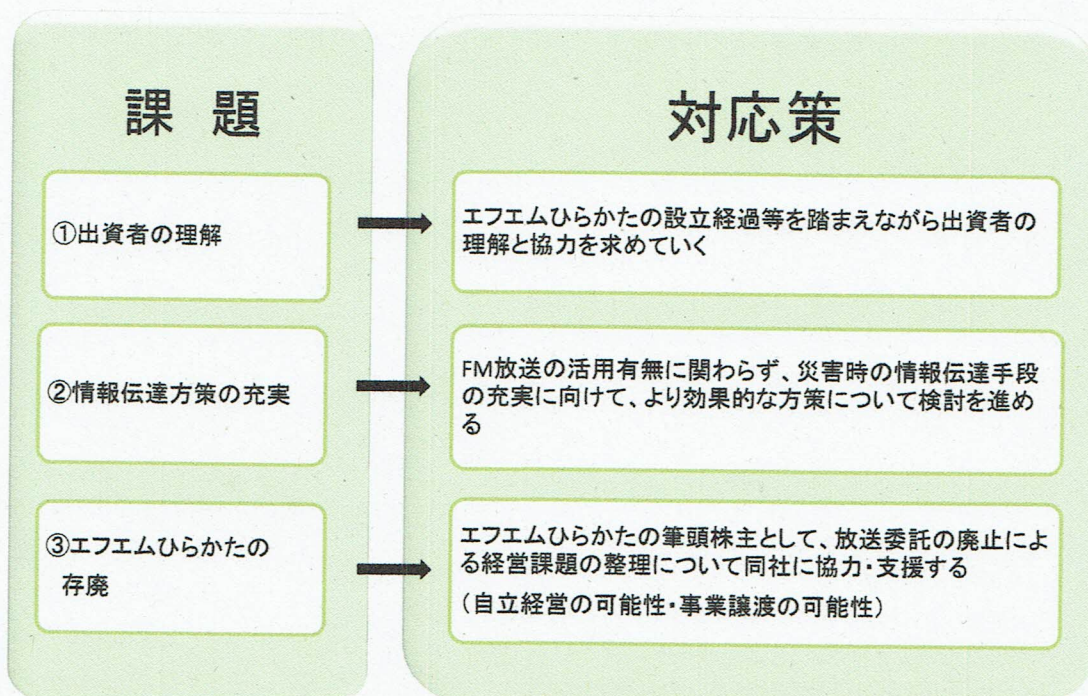 課 題
対応策
①出資者の理解
エフエムひらかたの設立経過等を踏まえながら出資者の
理解と協力を求めていく
②情報伝達方策の充実
FM放送の活用有無に関わらず、災害時の情報伝達手段
の充実に向けて、より効果的な方策について検討を進め
る
③エフエムひらかたの
存廃
エフエムひらかたの筆頭株主として、放送委託の廃止によ
る経営課題の整理について同社に協力・支援する
(自立経営の可能性・事業譲渡の可能性)